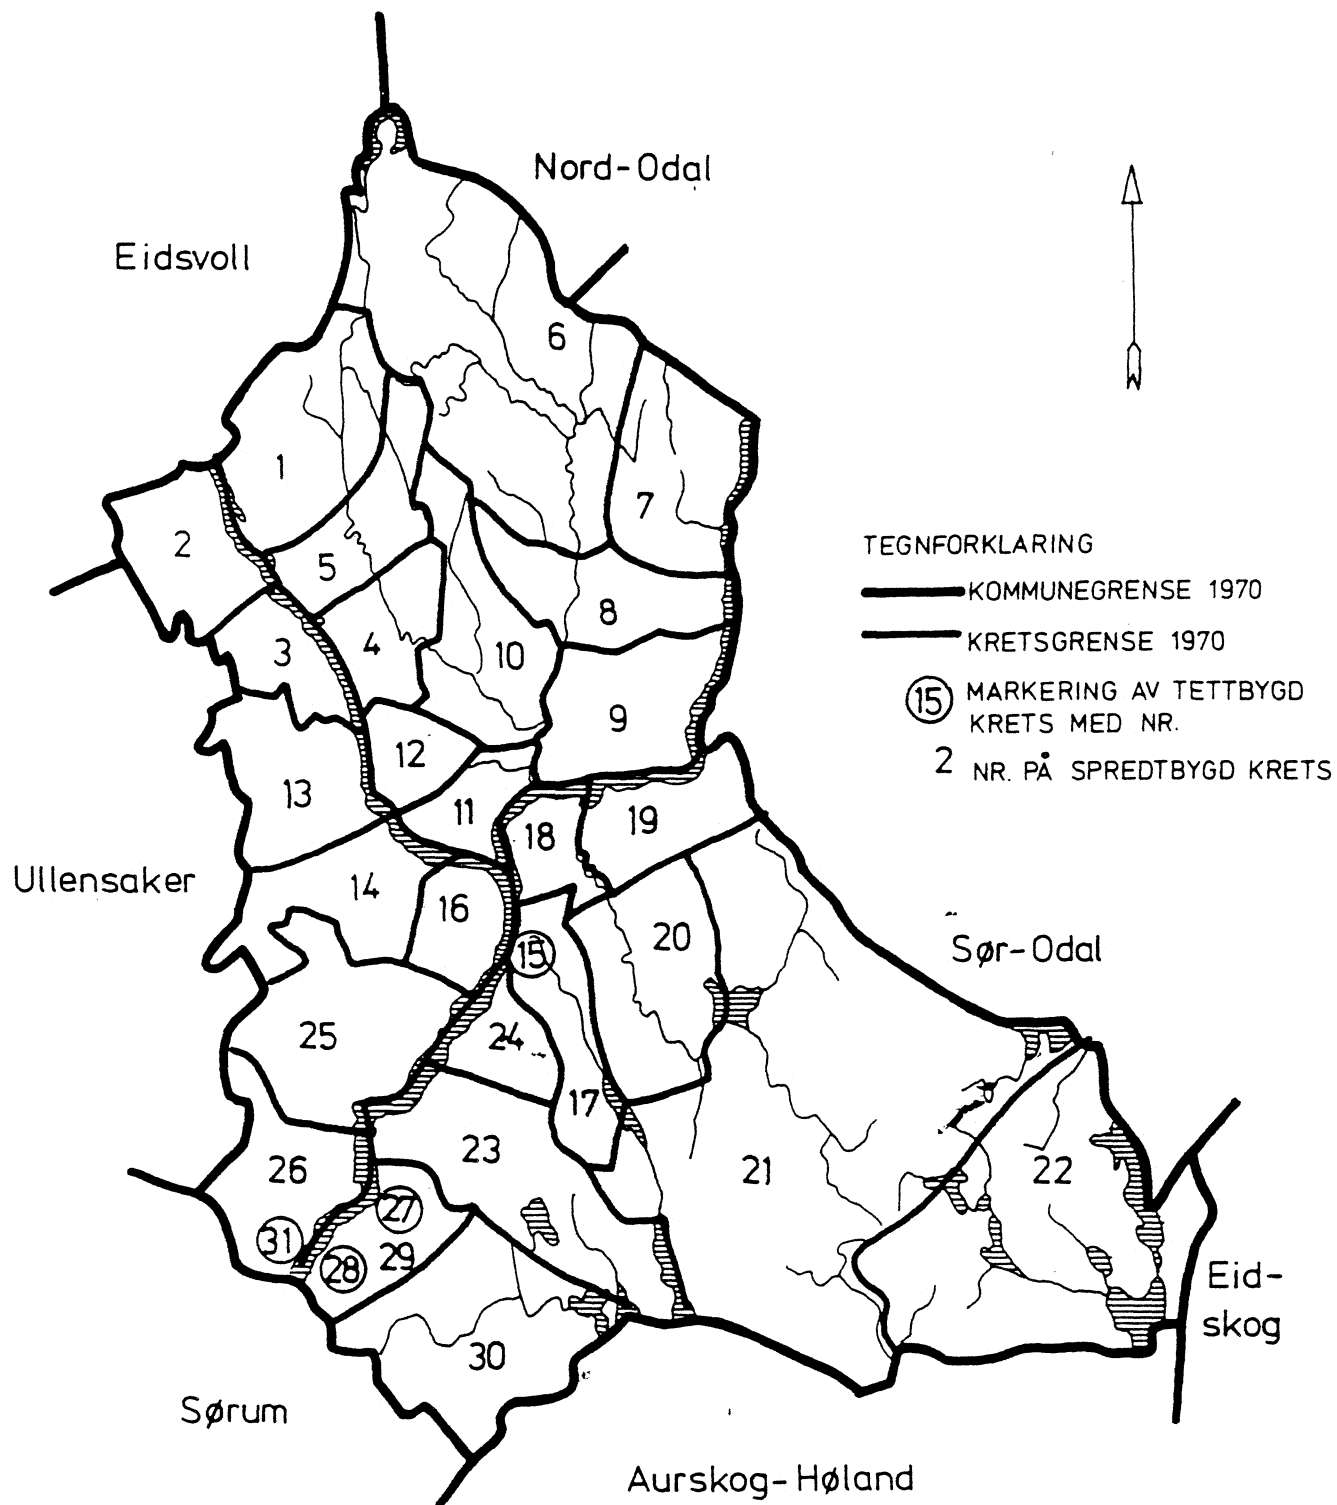 Nord-Odal
Eidsvoll
6
1
7
2
5
8
3
4
10
9
12
13
11
18
19
14
16
20
15
25
24
17
23
21
26
22
27
31
28
29
30
Ullensaker
Sør-Odal
Eid-
skog
Sørum
Aurskog-Høland
TEGNFORKLARING
KOMMUNEGRENSE 1970
KRETSGRENSE 1970
15 MARKERING AV TETTBYGD
KRETS MED NR.
2 NR. PÅ SPREDTBYGD KRETS